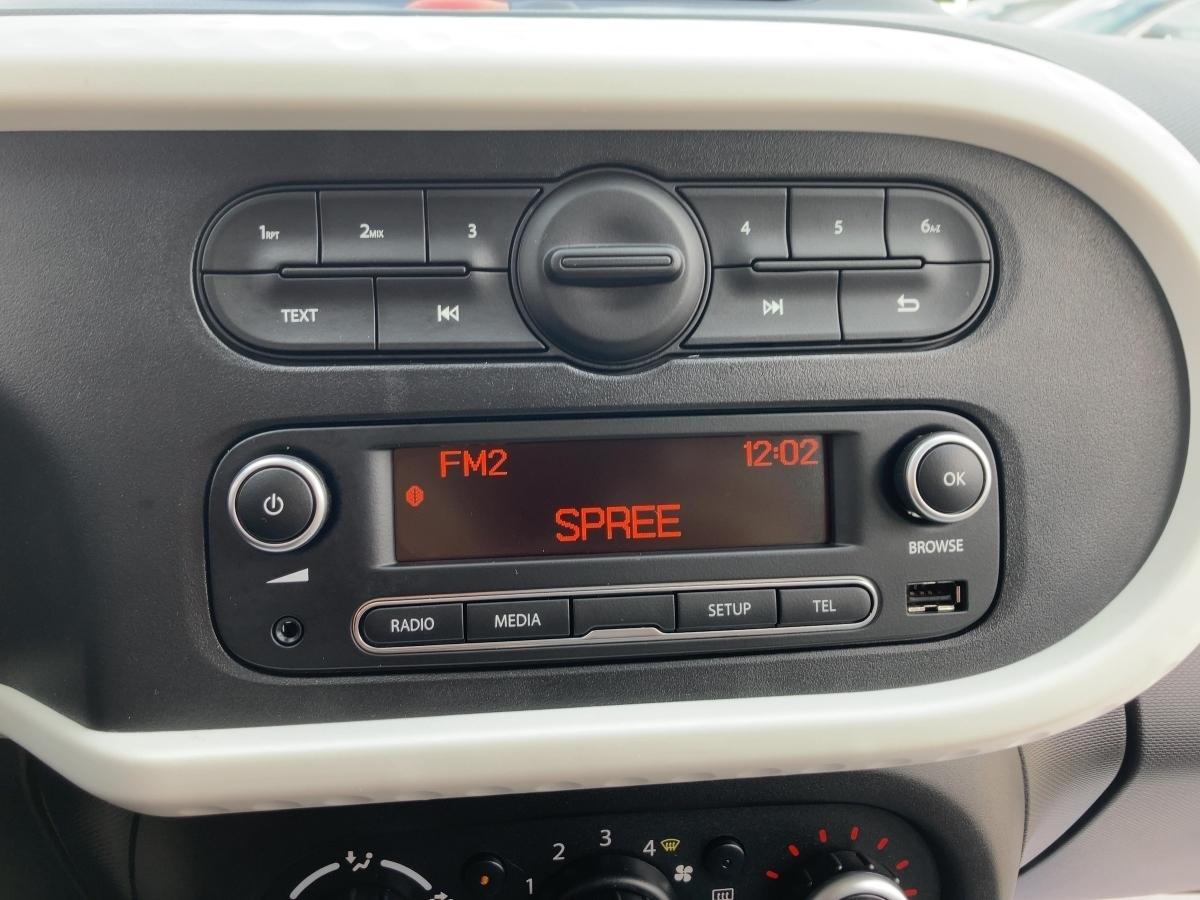 1RPT 2MIX 3 4 5 6A-Z
TEXT
FM2 12:02
SPREE
OK
BROWSE
RADIO MEDIA SETUP TEL
1 2 3 4